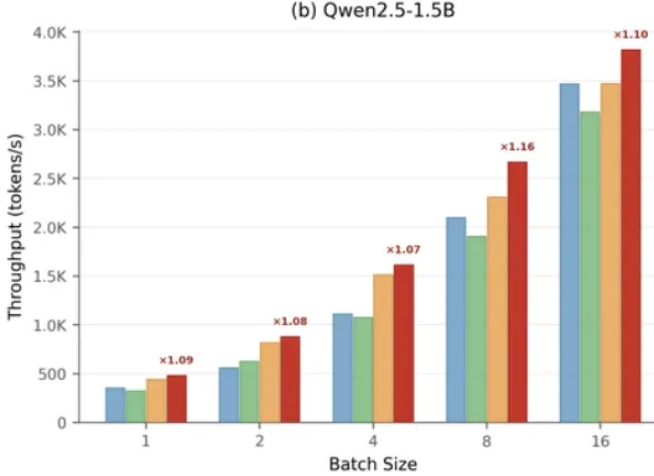 (b) Qwen2.5-1.5B
4.0K
3.5K
3.0K
2.5K
2.0K
1.5K
1.0K
500
0
Throughput (tokens/s)
×1.09
×1.08
×1.07
×1.16
×1.10
1 2 4 8 16
Batch Size